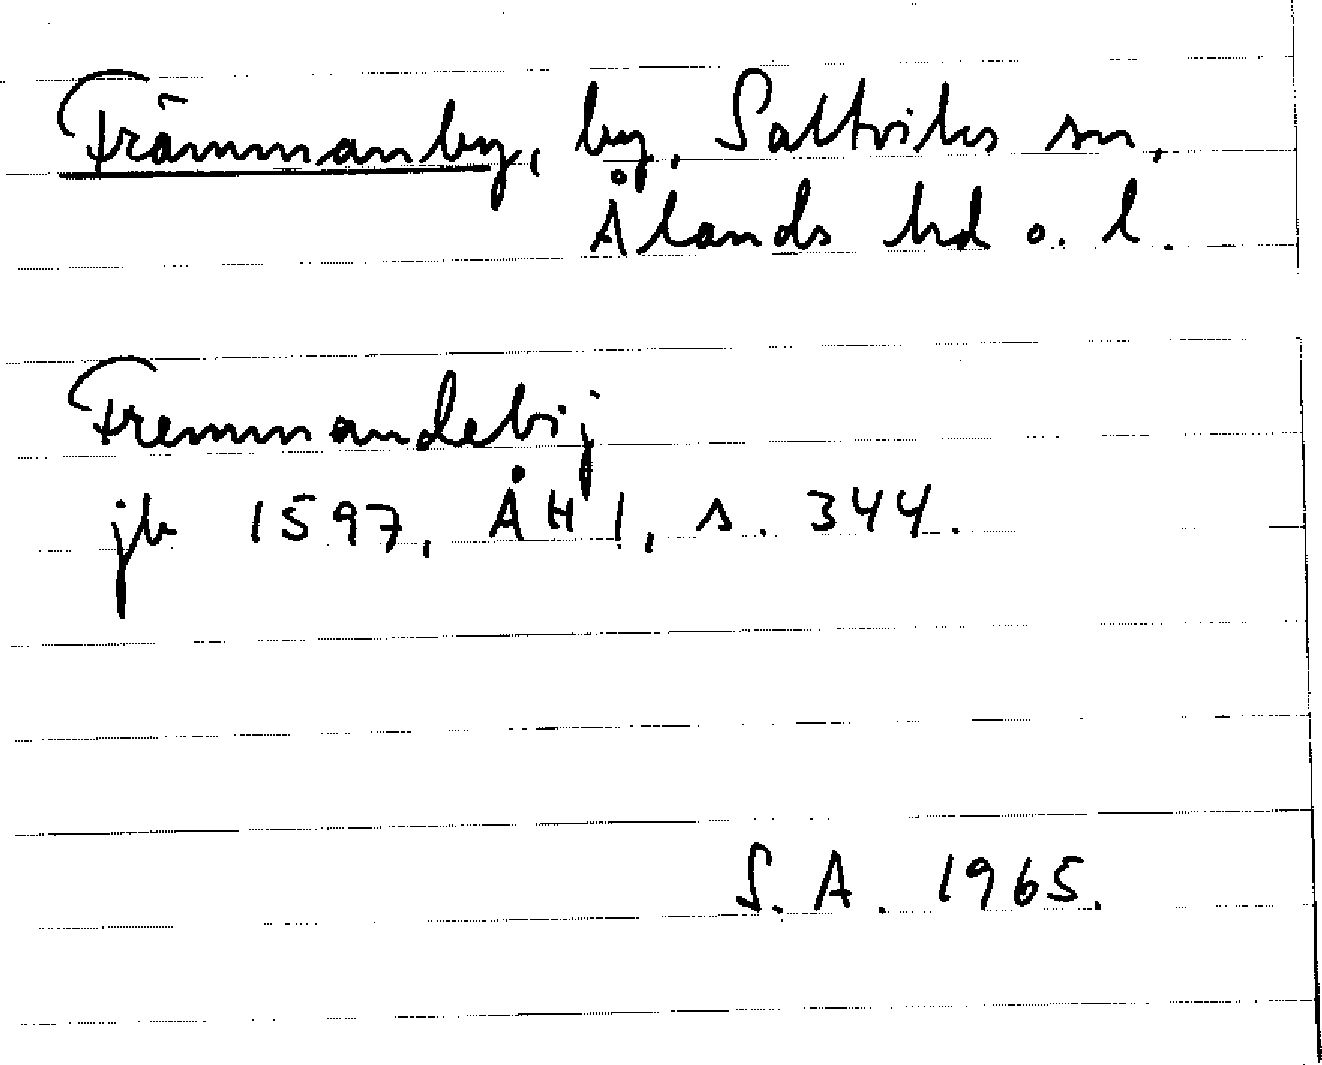 Främmanby, by, Saltviks sn,
Ålands hd o. l.
Fremmandebij
jb 1597, ÅH 1, s. 344.
S. A. 1965.